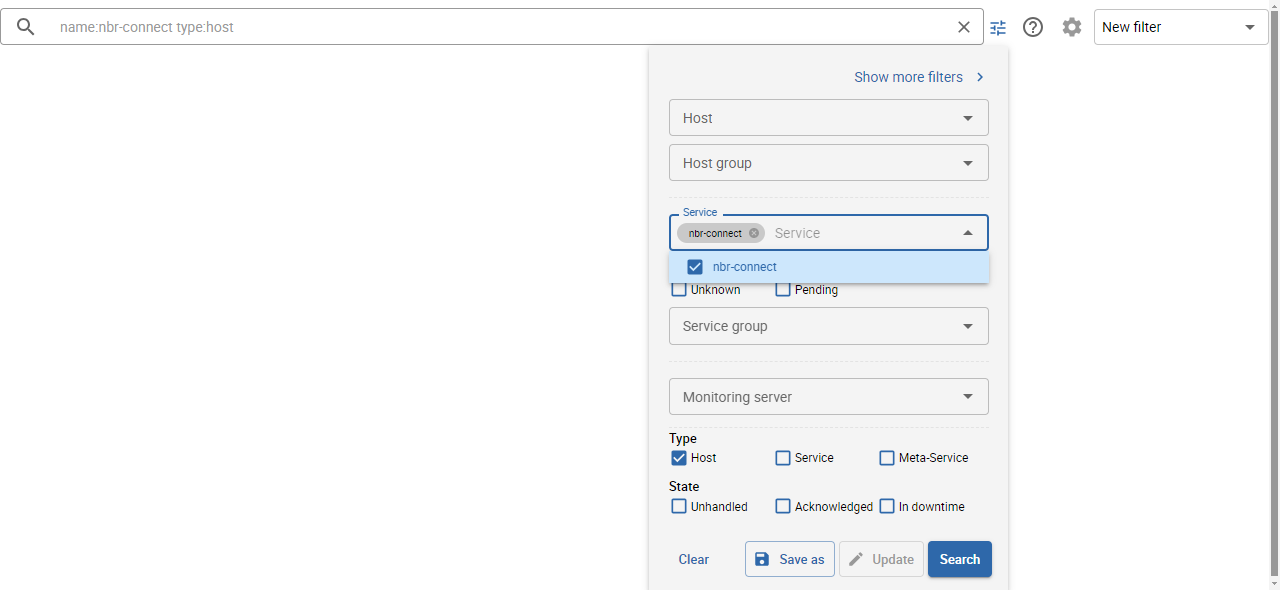 name:nbr-connect type:host
New filter
Show more filters
Host
Host group
Service
nbr-connect Service
nbr-connect
Unknown Pending
Service group
Monitoring server
Type
Host Service Meta-Service
State
Unhandled Acknowledged In downtime
Clear Save as Update Search